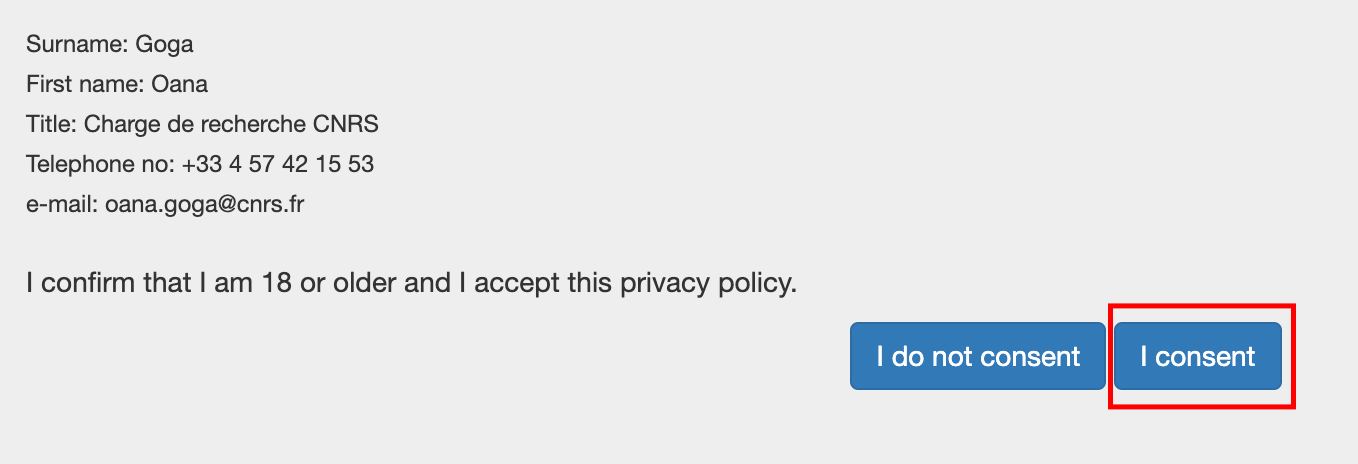 Surname: Goga
First name: Oana
Title: Charge de recherche CNRS
Telephone no: +33 4 57 42 15 53
e-mail: oana.goga@cnrs.fr
I confirm that I am 18 or older and I accept this privacy policy.
I do not consent I consent